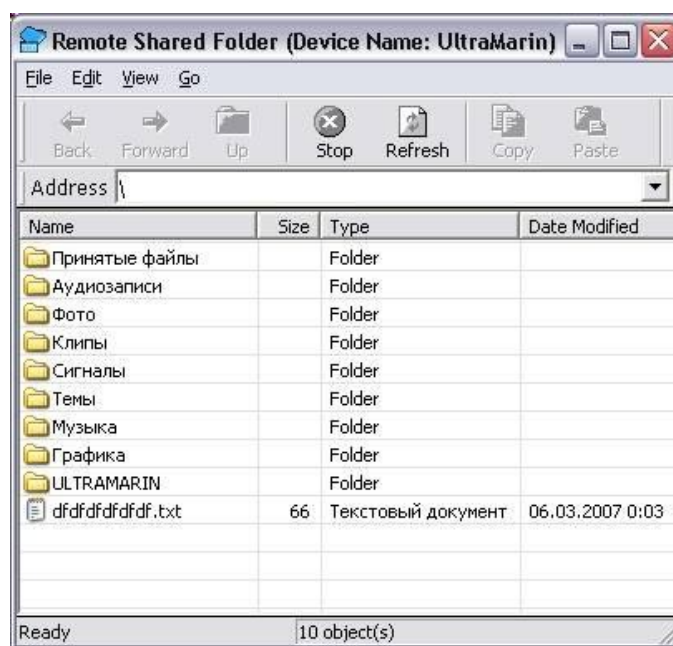 Remote Shared Folder (Device Name: UltraMarin)
File Edit View Go
Back Forward Up Stop Refresh Copy Paste
Address \
Name Size Type Date Modified
Принятые файлы Folder
Аудиозаписи Folder
Фото Folder
Клипы Folder
Сигналы Folder
Темы Folder
Музыка Folder
Графика Folder
ULTRAMARIN Folder
dfdfdfdfdfdf.txt 66 Текстовый документ 06.03.2007 0:03
Ready 10 object(s)